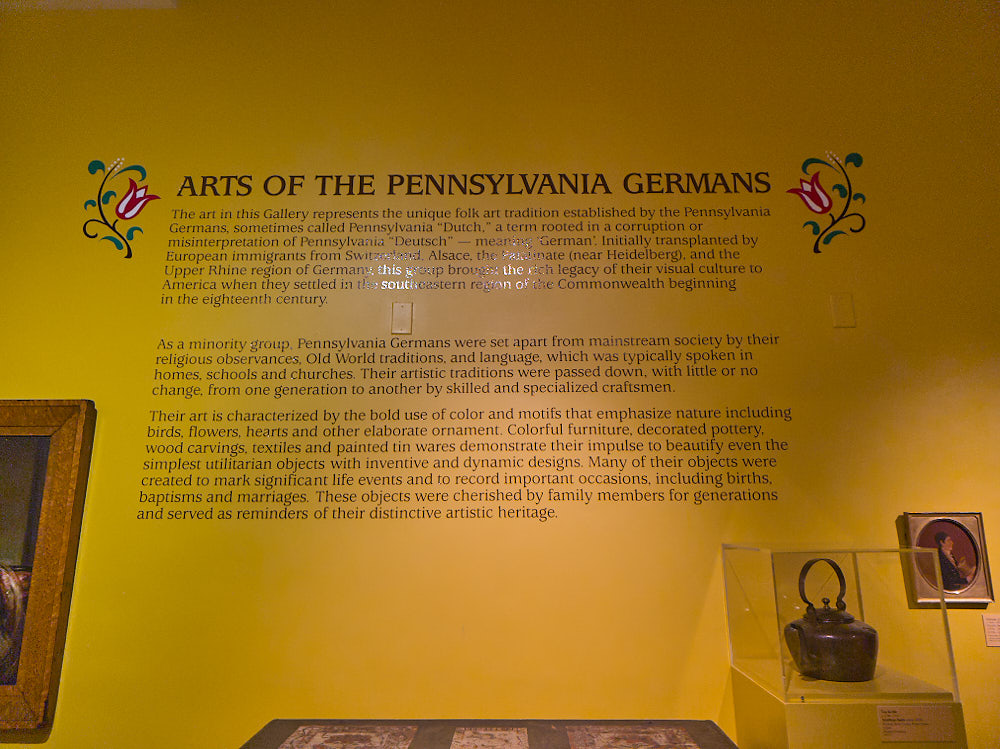 ARTS OF THE PENNSYLVANIA GERMANS
The art in this Gallery represents the unique folk art tradition established by the Pennsylvania
Germans, sometimes called Pennsylvania “Dutch,” a term rooted in a corruption or
misinterpretation of Pennsylvania “Deutsch” — meaning ‘German’. Initially transplanted by
European immigrants from Switzerland, Alsace, the Palatinate (near Heidelberg), and the
Upper Rhine region of Germany, this group brought the rich legacy of their visual culture to
America when they settled in the southeastern region of the Commonwealth beginning
in the eighteenth century.
As a minority group, Pennsylvania Germans were set apart from mainstream society by their
religious observances, Old World traditions, and language, which was typically spoken in
homes, schools and churches. Their artistic traditions were passed down, with little or no
change, from one generation to another by skilled and specialized craftsmen.
Their art is characterized by the bold use of color and motifs that emphasize nature including
birds, flowers, hearts and other elaborate ornament. Colorful furniture, decorated pottery,
wood carvings, textiles and painted tin wares demonstrate their impulse to beautify even the
simplest utilitarian objects with inventive and dynamic designs. Many of their objects were
created to mark significant life events and to record important occasions, including births,
baptisms and marriages. These objects were cherished by family members for generations
and served as reminders of their distinctive artistic heritage.